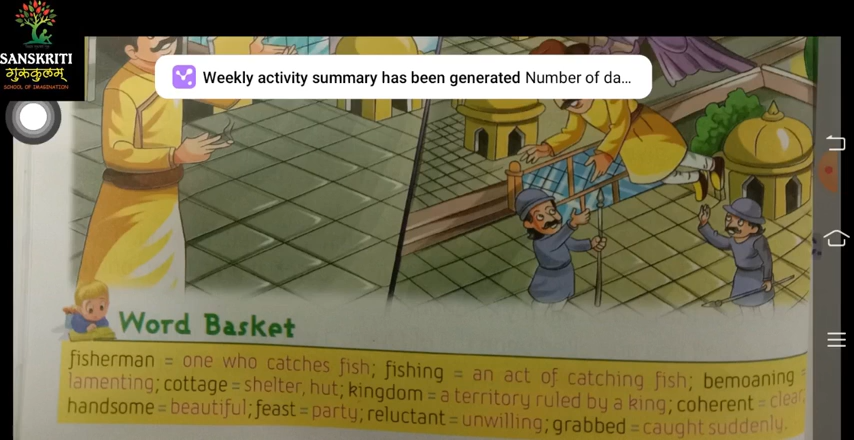 SANSKRITI
गुरुकुलम्
SCHOOL OF IMAGINATION
Weekly activity summary has been generated Number of da...
Word Basket
fisherman = one who catches fish; fishing = an act of catching fish; bemoaning =
lamenting; cottage = shelter, hut; kingdom = a territory ruled by a king; coherent = clear,
handsome = beautiful; feast = party; reluctant = unwilling; grabbed = caught suddenly.